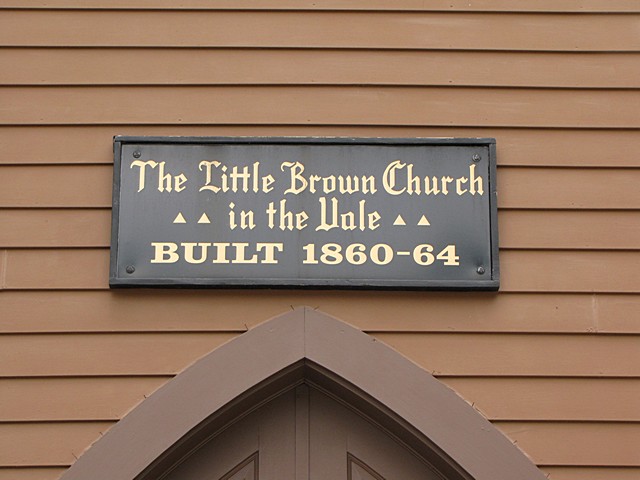 The Little Brown Church
in the Vale
BUILT 1860-64